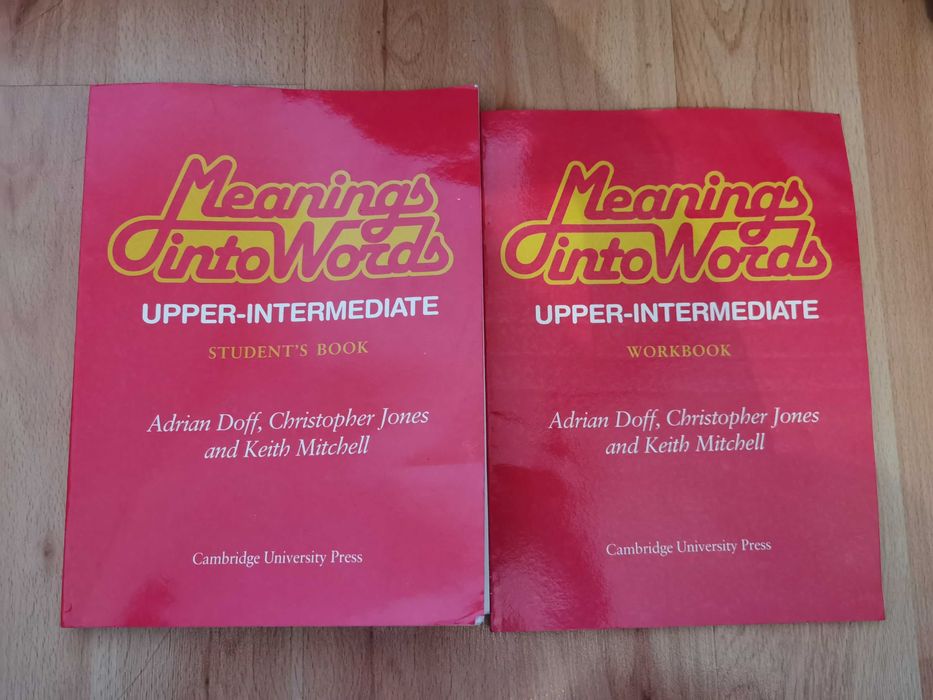 Meanings
into Words
UPPER-INTERMEDIATE
STUDENT'S BOOK
Adrian Doff, Christopher Jones
and Keith Mitchell
Cambridge University Press
Meanings
into Words
UPPER-INTERMEDIATE
WORKBOOK
Adrian Doff, Christopher Jones
and Keith Mitchell
Cambridge University Press